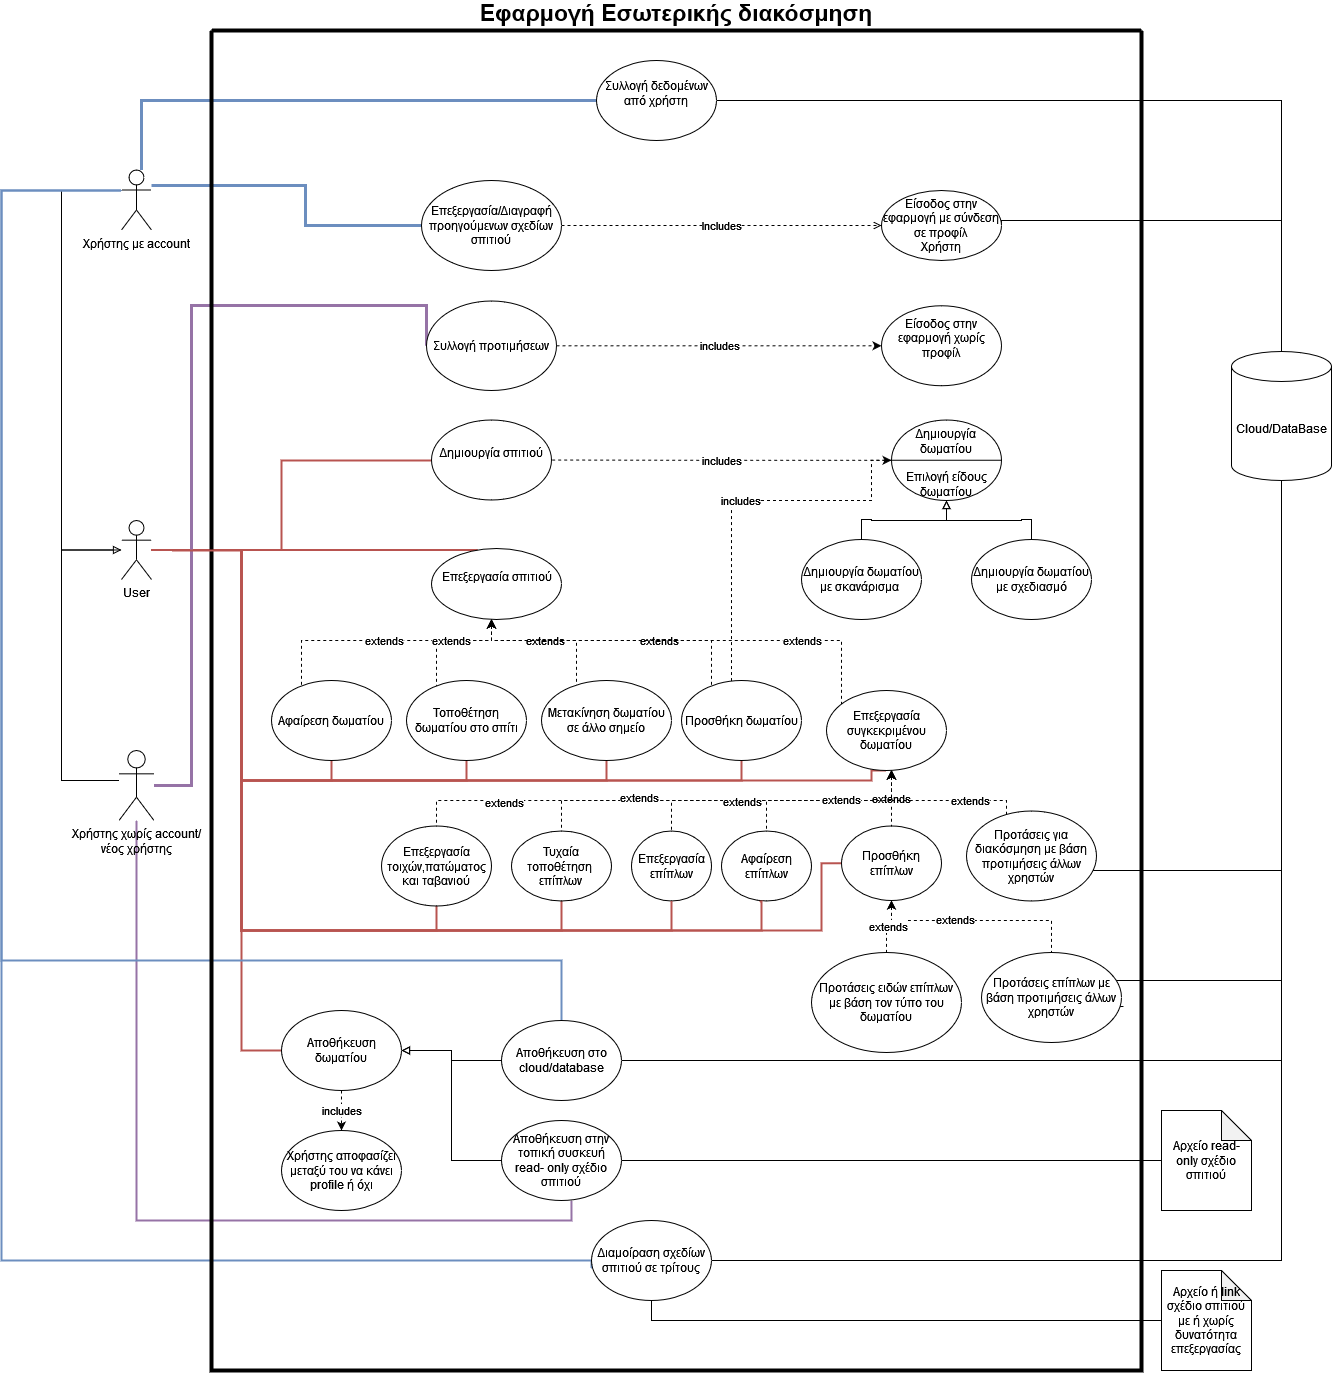 Εφαρμογή Εσωτερικής διακόσμηση
Συλλογή δεδομένων
από χρήστη
Χρήστης με account
Επεξεργασία/Διαγραφή
προηγούμενων σχεδίων
σπιτιού
Includes
Είσοδος στην
εφαρμογή με σύνδεση
σε προφίλ
Χρήστη
Συλλογή προτιμήσεων
includes
Είσοδος στην
εφαρμογή χωρίς
προφίλ
Cloud/DataBase
Δημιουργία σπιτιού
includes
Δημιουργία
δωματίου
Επιλογή είδους
δωματίου
includes
User
Επεξεργασία σπιτιού
Δημιουργία δωματίου
με σκανάρισμα
Δημιουργία δωματίου
με σχεδιασμό
extends
extends
extends
extends
extends
Αφαίρεση δωματίου
Τοποθέτηση
δωματίου στο σπίτι
Μετακίνηση δωματίου
σε άλλο σημείο
Προσθήκη δωματίου
Επεξεργασία
συγκεκριμένου
δωματίου
Χρήστης χωρίς account/
νέος χρήστης
extends
extends
extends
extends
extends
extends
Επεξεργασία
τοιχών,πατώματος
και ταβανιού
Τυχαία
τοποθέτηση
επίπλων
Επεξεργασία
επίπλων
Αφαίρεση
επίπλων
Προσθήκη
επίπλων
Προτάσεις για
διακόσμηση με βάση
προτιμήσεις άλλων
χρηστών
extends
extends
Προτάσεις ειδών επίπλων
με βάση τον τύπο του
δωματίου
Προτάσεις επίπλων με
βάση προτιμήσεις άλλων
χρηστών
Αποθήκευση
δωματίου
Αποθήκευση στο
cloud/database
includes
Χρήστης αποφασίζει
μεταξύ του να κάνει
profile ή όχι
Αποθήκευση στην
τοπική συσκευή
read- only σχέδιο
σπιτιού
Αρχείο read-
only σχέδιο
σπιτιού
Διαμοίραση σχεδίων
σπιτιού σε τρίτους
Αρχείο ή link
σχέδιο σπιτιού
με ή χωρίς
δυνατότητα
επεξεργασίας